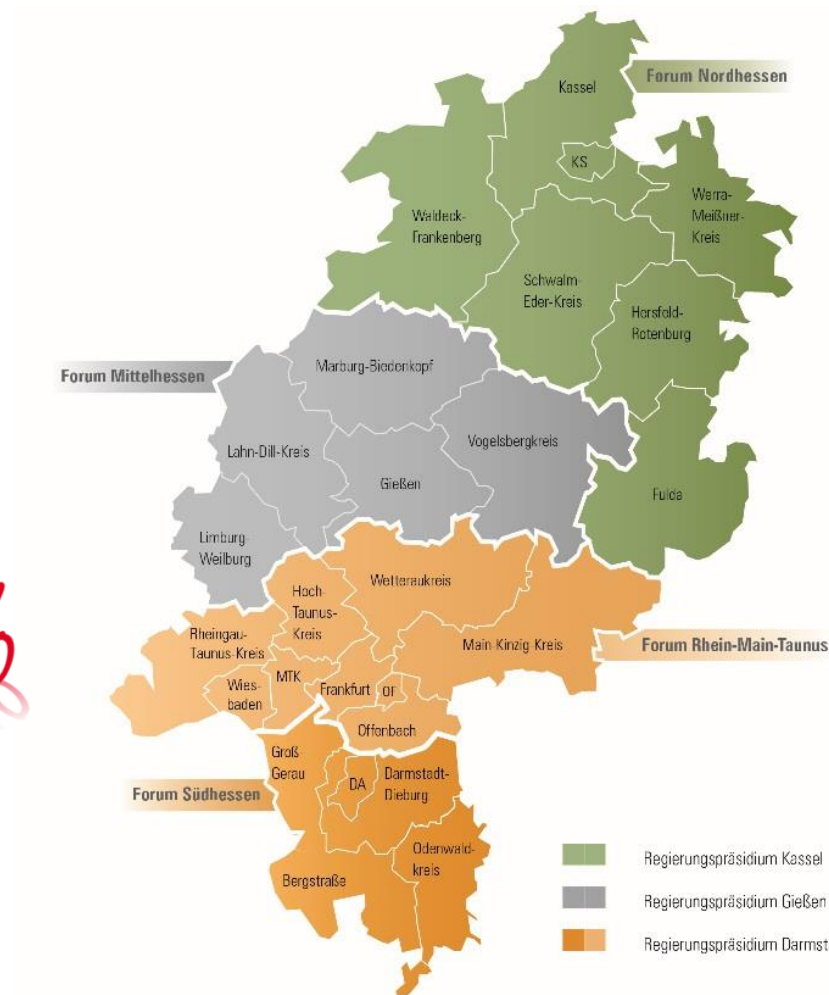 Forum Nordhessen
Kassel
KS
Werra-
Meißner-
Kreis
Waldeck-
Frankenberg
Schwalm-
Eder-Kreis
Hersfeld-
Rotenburg
Forum Mittelhessen
Marburg-Biedenkopf
Vogelsbergkreis
Lahn-Dill-Kreis
Gießen
Fulda
Limburg-
Weilburg
Wetteraukreis
Hoch-
Taunus-
Kreis
Rheingau-
Taunus-Kreis
Main-Kinzig Kreis
Forum Rhein-Main-Taunus
MTK
Wies-
baden
Frankfurt
OF
Offenbach
Groß
Gerau
DA
Darmstadt-
Dieburg
Forum Südhessen
Odenwald-
kreis
Bergstraße
Regierungspräsidium Kassel
Regierungspräsidium Gießen
Regierungspräsidium Darmst